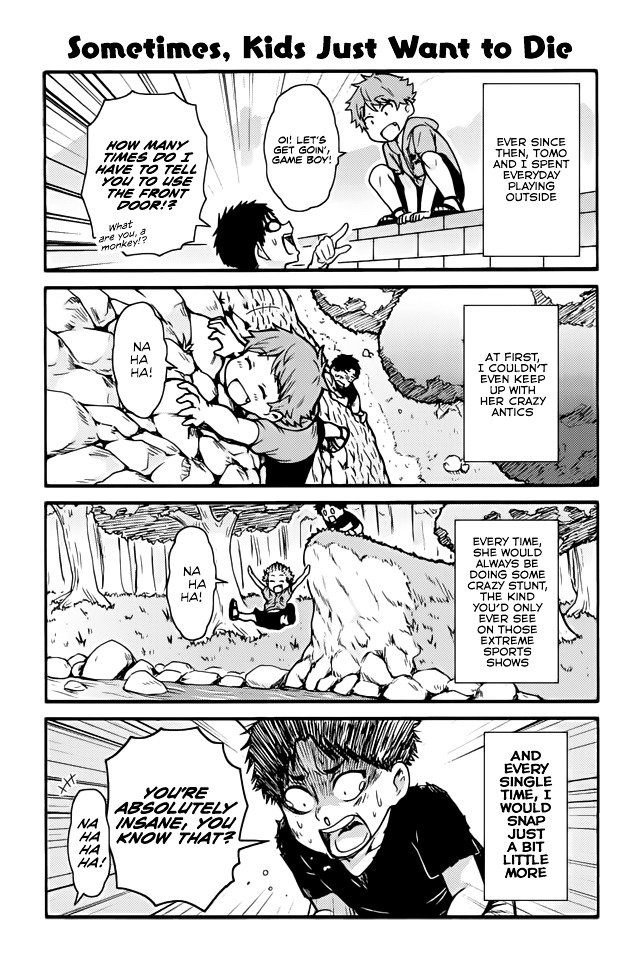 Sometimes, Kids Just Want to Die
EVER SINCE
THEN, TOMO
AND I SPENT
EVERYDAY
PLAYING
OUTSIDE
OI! LET'S
GET GOIN',
GAME BOY!
HOW MANY
TIMES DO I
HAVE TO TELL
YOU TO USE
THE FRONT
DOOR!?
What
are you, a
monkey!?
AT FIRST,
I COULDN'T
EVEN KEEP
UP WITH
HER CRAZY
ANTICS
NA
HA
HA!
EVERY TIME,
SHE WOULD
ALWAYS BE
DOING SOME
CRAZY STUNT,
THE KIND
YOU'D ONLY
EVER SEE
ON THOSE
EXTREME
SPORTS
SHOWS
NA
HA
HA!
AND
EVERY
SINGLE
TIME, I
WOULD
SNAP
JUST
A BIT
LITTLE
MORE
YOU'RE
ABSOLUTELY
INSANE, YOU
KNOW THAT?
NA
HA
HA
HA!